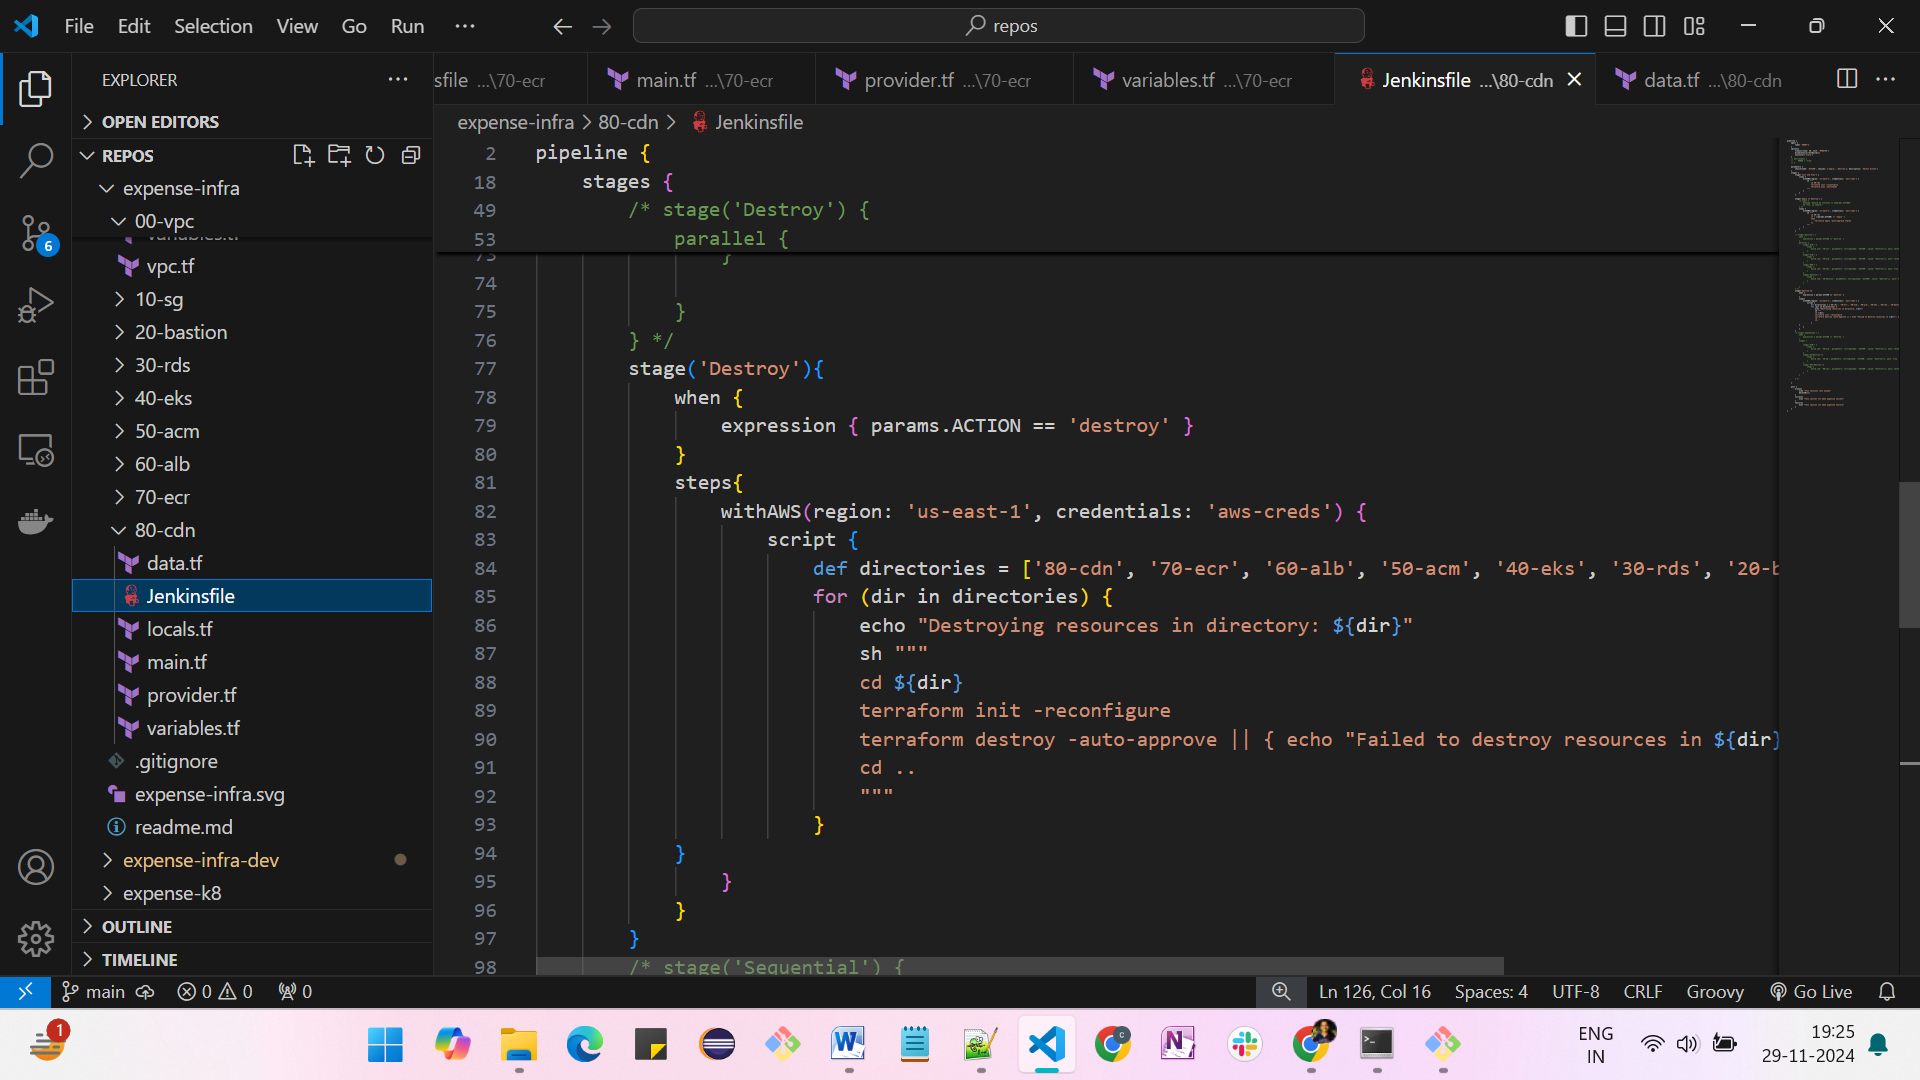 File Edit Selection View Go Run ··· repos
EXPLORER ···
OPEN EDITORS
REPOS
expense-infra
00-vpc
vpc.tf
10-sg
20-bastion
30-rds
40-eks
50-acm
60-alb
70-ecr
80-cdn
data.tf
Jenkinsfile
locals.tf
main.tf
provider.tf
variables.tf
.gitignore
expense-infra.svg
readme.md
expense-infra-dev
expense-k8
OUTLINE
TIMELINE
6
sfile ...\70-ecr main.tf ...\70-ecr provider.tf ...\70-ecr variables.tf ...\70-ecr Jenkinsfile ...\80-cdn data.tf ...\80-cdn ···
expense-infra > 80-cdn > Jenkinsfile
2 pipeline {
18 stages {
49 /* stage('Destroy') {
53 parallel {
73 }
74
75 }
76 } */
77 stage('Destroy'){
78 when {
79 expression { params.ACTION == 'destroy' }
80 }
81 steps{
82 withAWS(region: 'us-east-1', credentials: 'aws-creds') {
83 script {
84 def directories = ['80-cdn', '70-ecr', '60-alb', '50-acm', '40-eks', '30-rds', '20-b
85 for (dir in directories) {
86 echo "Destroying resources in directory: ${dir}"
87 sh """
88 cd ${dir}
89 terraform init -reconfigure
90 terraform destroy -auto-approve || { echo "Failed to destroy resources in ${dir}
91 cd ..
92 """
93 }
94 }
95 }
96 }
97 }
98 /* stage('Sequential') {
main 0 0 0 Ln 126, Col 16 Spaces: 4 UTF-8 CRLF Groovy Go Live
1
ENG
IN
19:25
29-11-2024